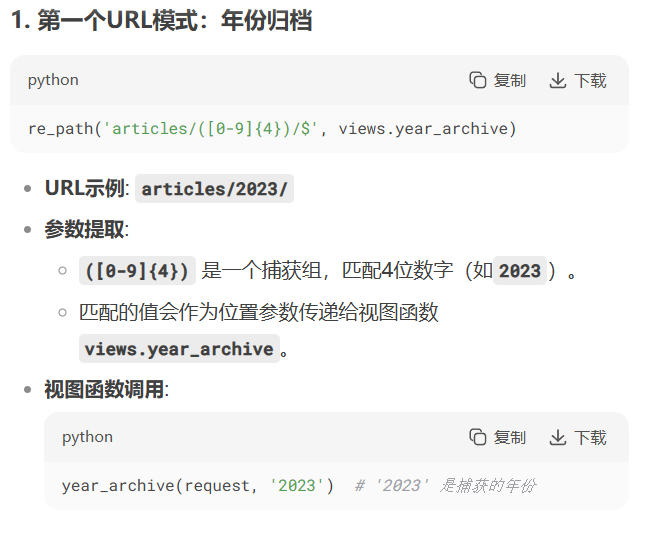 1. 第一个URL模式：年份归档
python 复制 下载
re_path('articles/([0-9]{4})/$', views.year_archive)
URL示例: articles/2023/
参数提取:
([0-9]{4}) 是一个捕获组，匹配4位数字（如 2023 ）。
匹配的值会作为位置参数传递给视图函数
views.year_archive 。
视图函数调用:
python 复制 下载
year_archive(request, '2023')  # '2023' 是捕获的年份